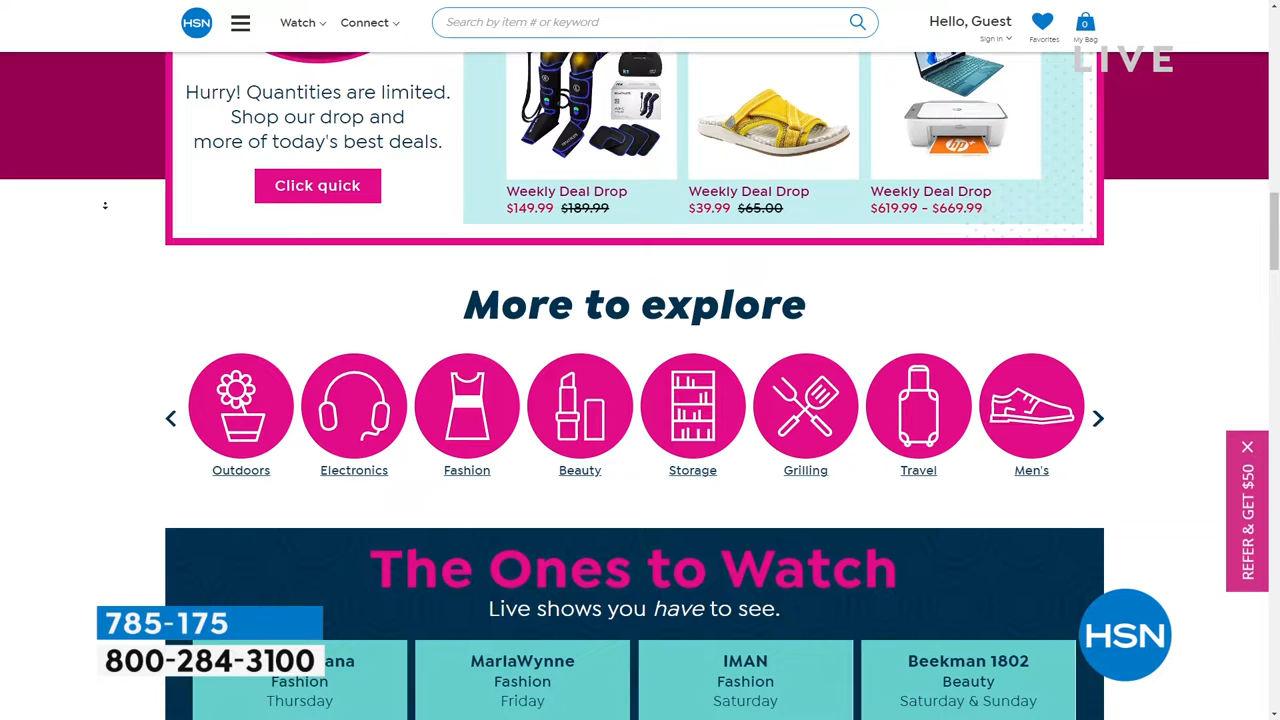 HSN
Watch
Connect
Search by item # or keyword
Hello, Guest
Sign In
Favorites
0
My Bag
LIVE
Hurry! Quantities are limited.
Shop our drop and
more of today's best deals.
Click quick
hp
Weekly Deal Drop
$149.99 $189.99
Weekly Deal Drop
$39.99 $65.00
Weekly Deal Drop
$619.99 - $669.99
More to explore
Outdoors
Electronics
Fashion
Beauty
Storage
Grilling
Travel
Men's
REFER & GET $50
The Ones to Watch
Live shows you have to see.
785-175
800-284-3100
ana
Fashion
Thursday
MarlaWynne
Fashion
Friday
IMAN
Fashion
Saturday
Beekman 1802
Beauty
Saturday & Sunday
HSN